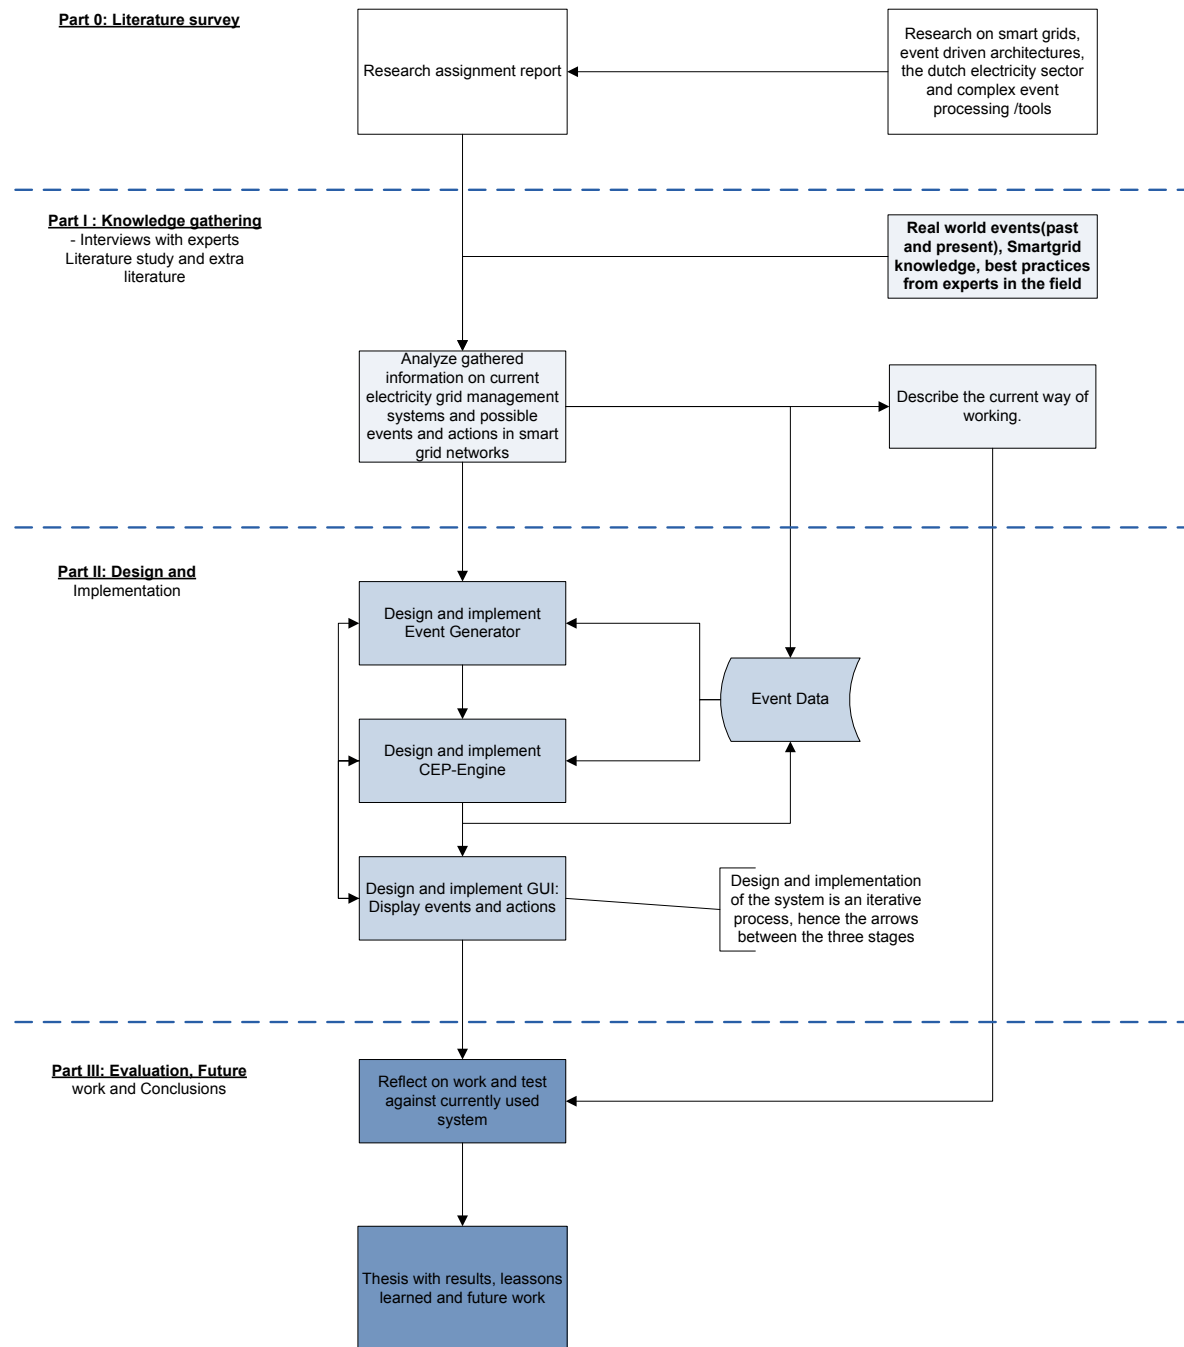 Part 0: Literature survey
Research assignment report
Research on smart grids,
event driven architectures,
the dutch electricity sector
and complex event
processing /tools
Part I : Knowledge gathering
- Interviews with experts
Literature study and extra
literature
Real world events(past
and present), Smartgrid
knowledge, best practices
from experts in the field
Analyze gathered
information on current
electricity grid management
systems and possible
events and actions in smart
grid networks
Describe the current way of
working.
Part II: Design and
Implementation
Design and implement
Event Generator
Event Data
Design and implement
CEP-Engine
Design and implement GUI:
Display events and actions
Design and implementation
of the system is an iterative
process, hence the arrows
between the three stages
Part III: Evaluation, Future
work and Conclusions
Reflect on work and test
against currently used
system
Thesis with results, leassons
learned and future work